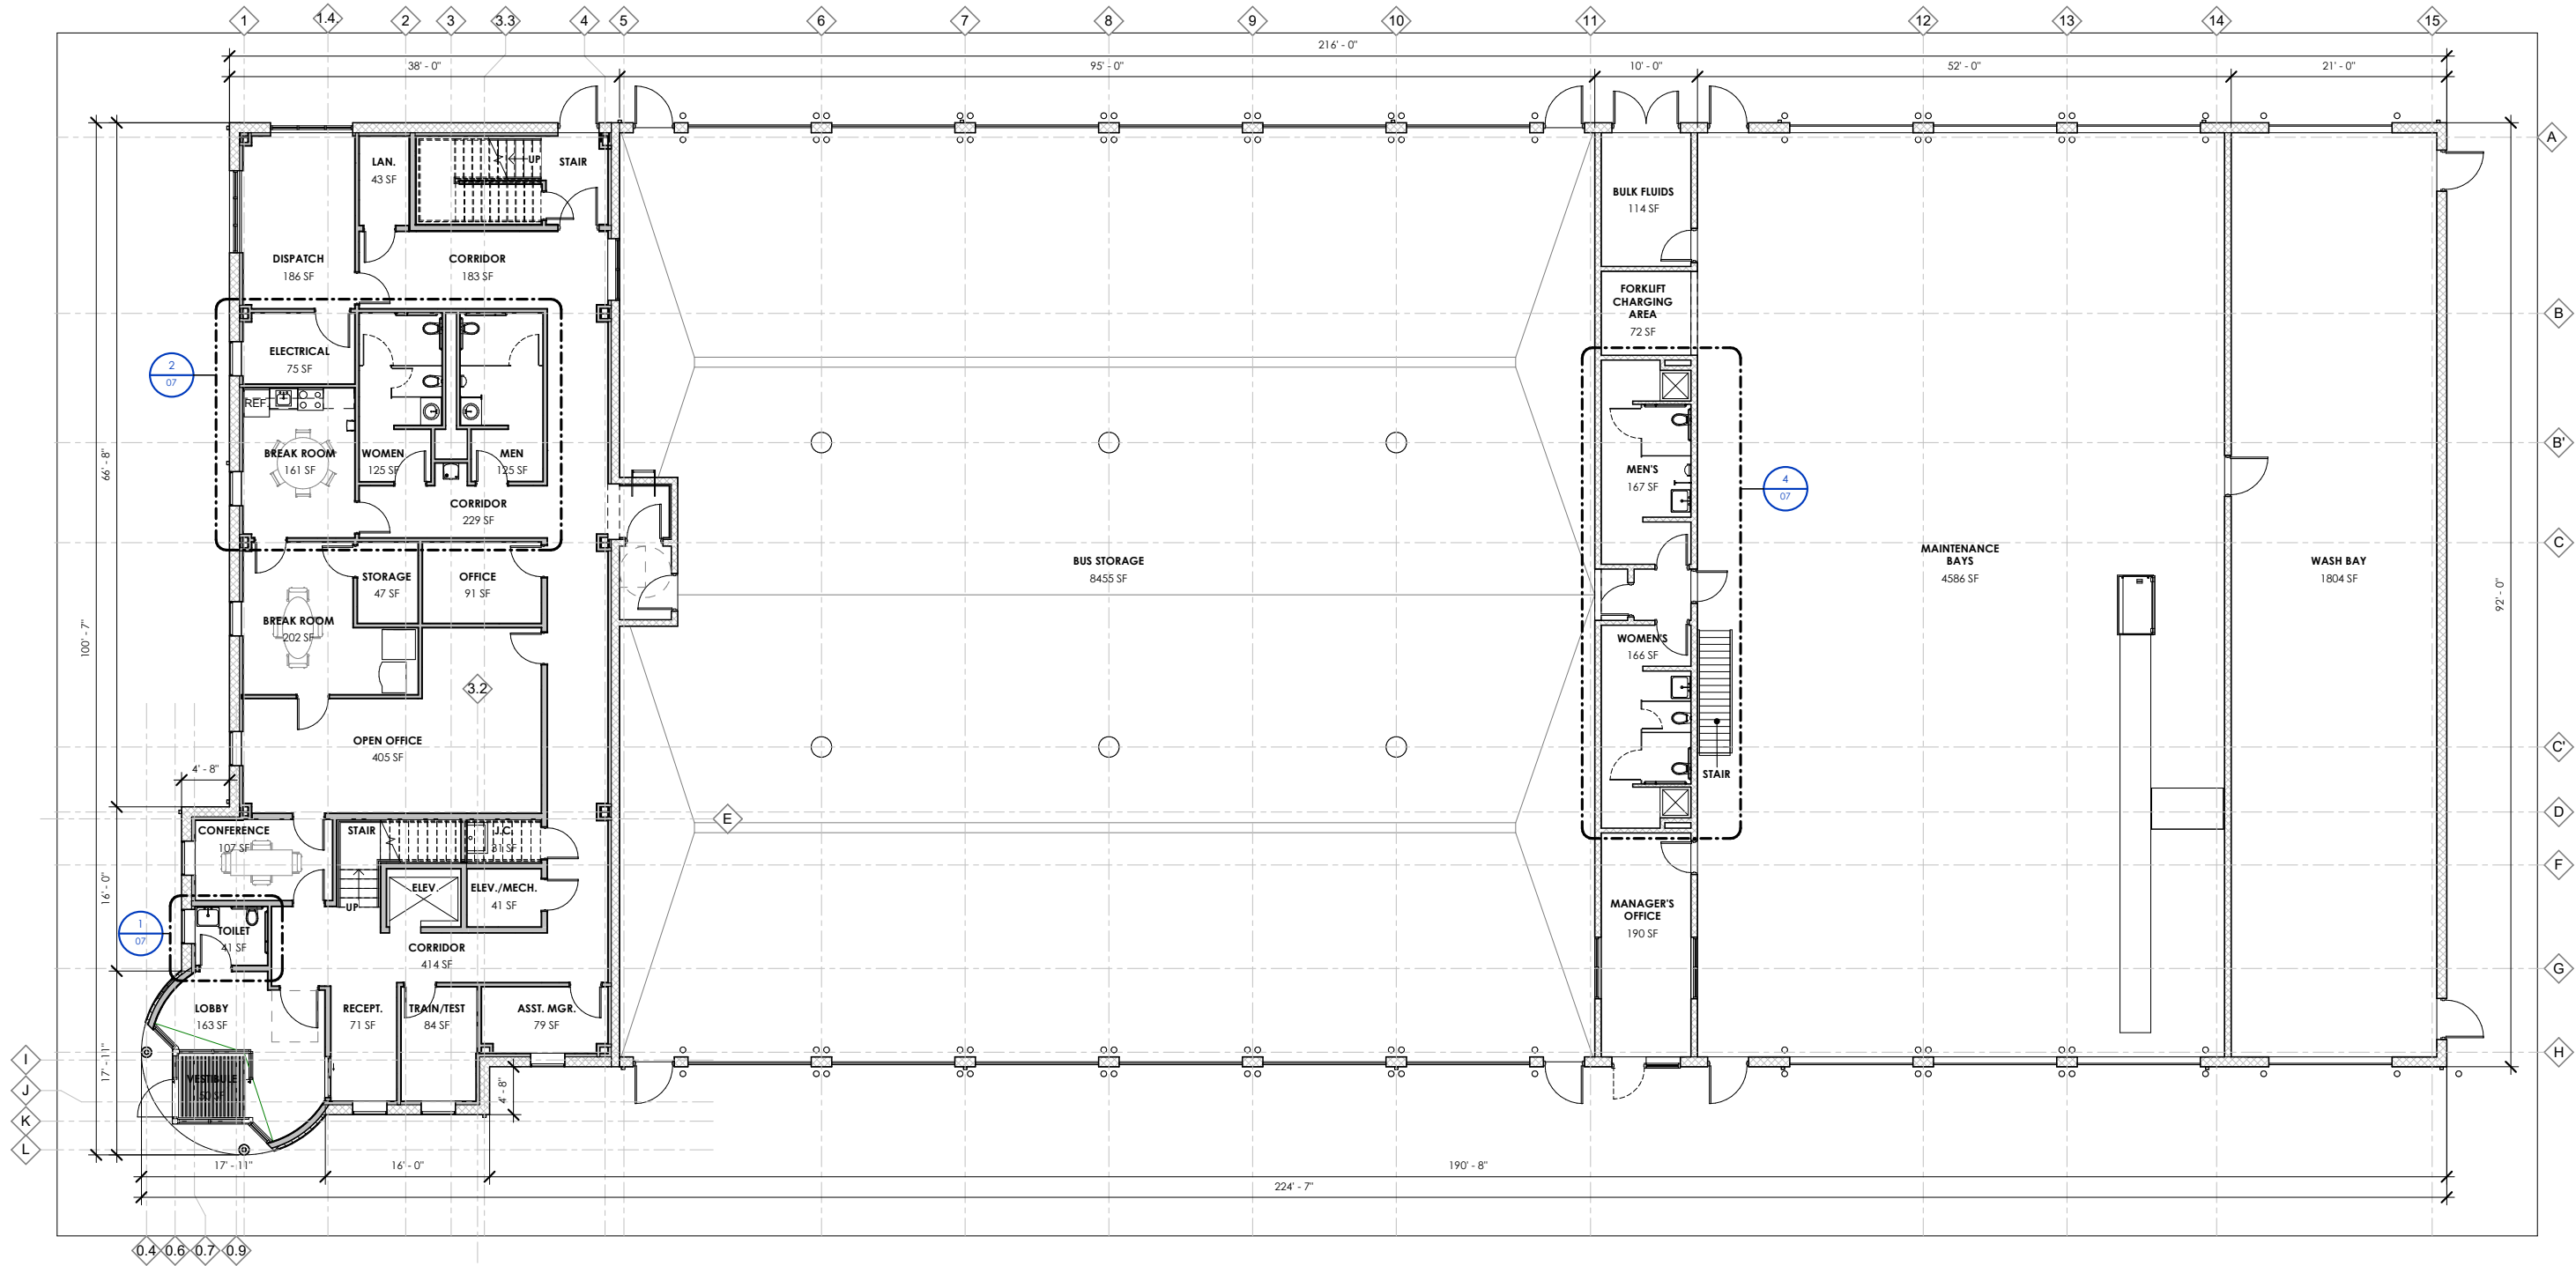 1 1.4. 2 3 3.3 4 5 6 7 8 9 10 11 12 13 14 15
216' - 0"
38' - 0" 95' - 0" 10' - 0" 52' - 0" 21' - 0"
A
LAN.
43 SF
UP
STAIR
BULK FLUIDS
114 SF
DISPATCH
186 SF
CORRIDOR
183 SF
FORKLIFT
CHARGING
AREA
72 SF
B
ELECTRICAL
75 SF
2
07
REF.
B'
66' - 8"
BREAK ROOM
161 SF
WOMEN
125 SF
MEN
125 SF
MEN'S
167 SF
4
07
CORRIDOR
229 SF
C
BUS STORAGE
8455 SF
MAINTENANCE
BAYS
4586 SF
WASH BAY
1804 SF
92' - 0"
STORAGE
47 SF
OFFICE
91 SF
100' - 7"
BREAK ROOM
202 SF
WOMEN'S
166 SF
3.2
OPEN OFFICE
405 SF
C'
STAIR
4' - 8"
E
D
CONFERENCE
107 SF
STAIR
J.C.
31 SF
F
16' - 0"
UP
ELEV.
ELEV./MECH.
41 SF
MANAGER'S
OFFICE
190 SF
1
07
TOILET
41 SF
CORRIDOR
414 SF
G
LOBBY
163 SF
RECEPT.
71 SF
TRAIN/TEST
84 SF
ASST. MGR.
79 SF
I
H
17' - 11"
VESTIBULE
50 SF
J
4' - 8"
K
L
17' - 11" 16' - 0" 190' - 8"
224' - 7"
0.4 0.6 0.7 0.9